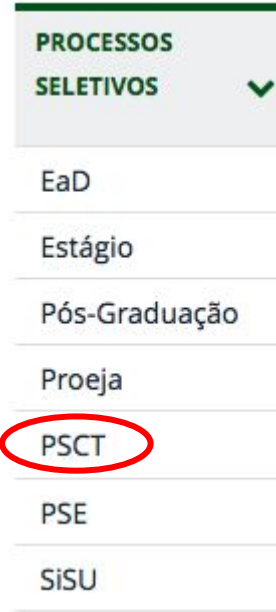 PROCESSOS
SELETIVOS
EaD
Estágio
Pós-Graduação
Proeja
PSCT
PSE
SiSU